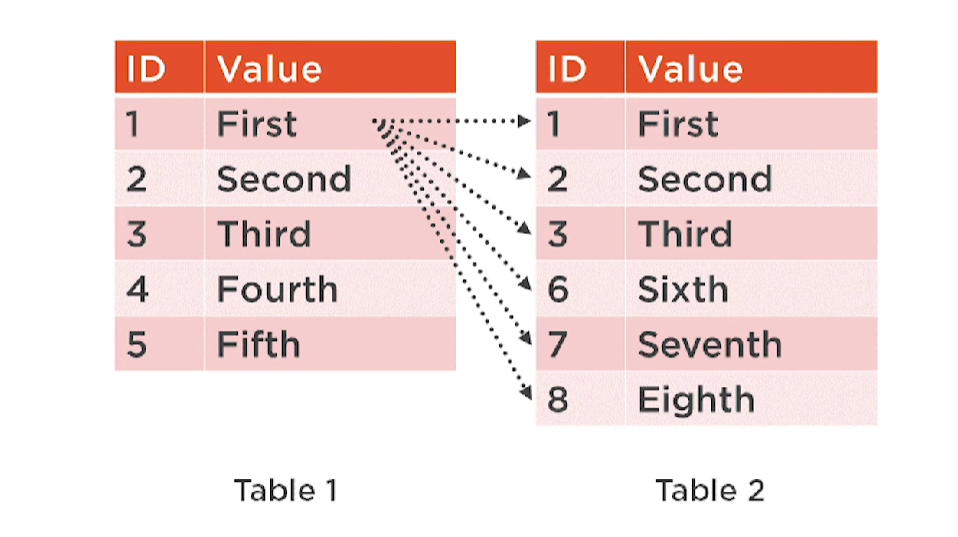 ID Value
1 First
2 Second
3 Third
4 Fourth
5 Fifth
Table 1
ID Value
1 First
2 Second
3 Third
6 Sixth
7 Seventh
8 Eighth
Table 2